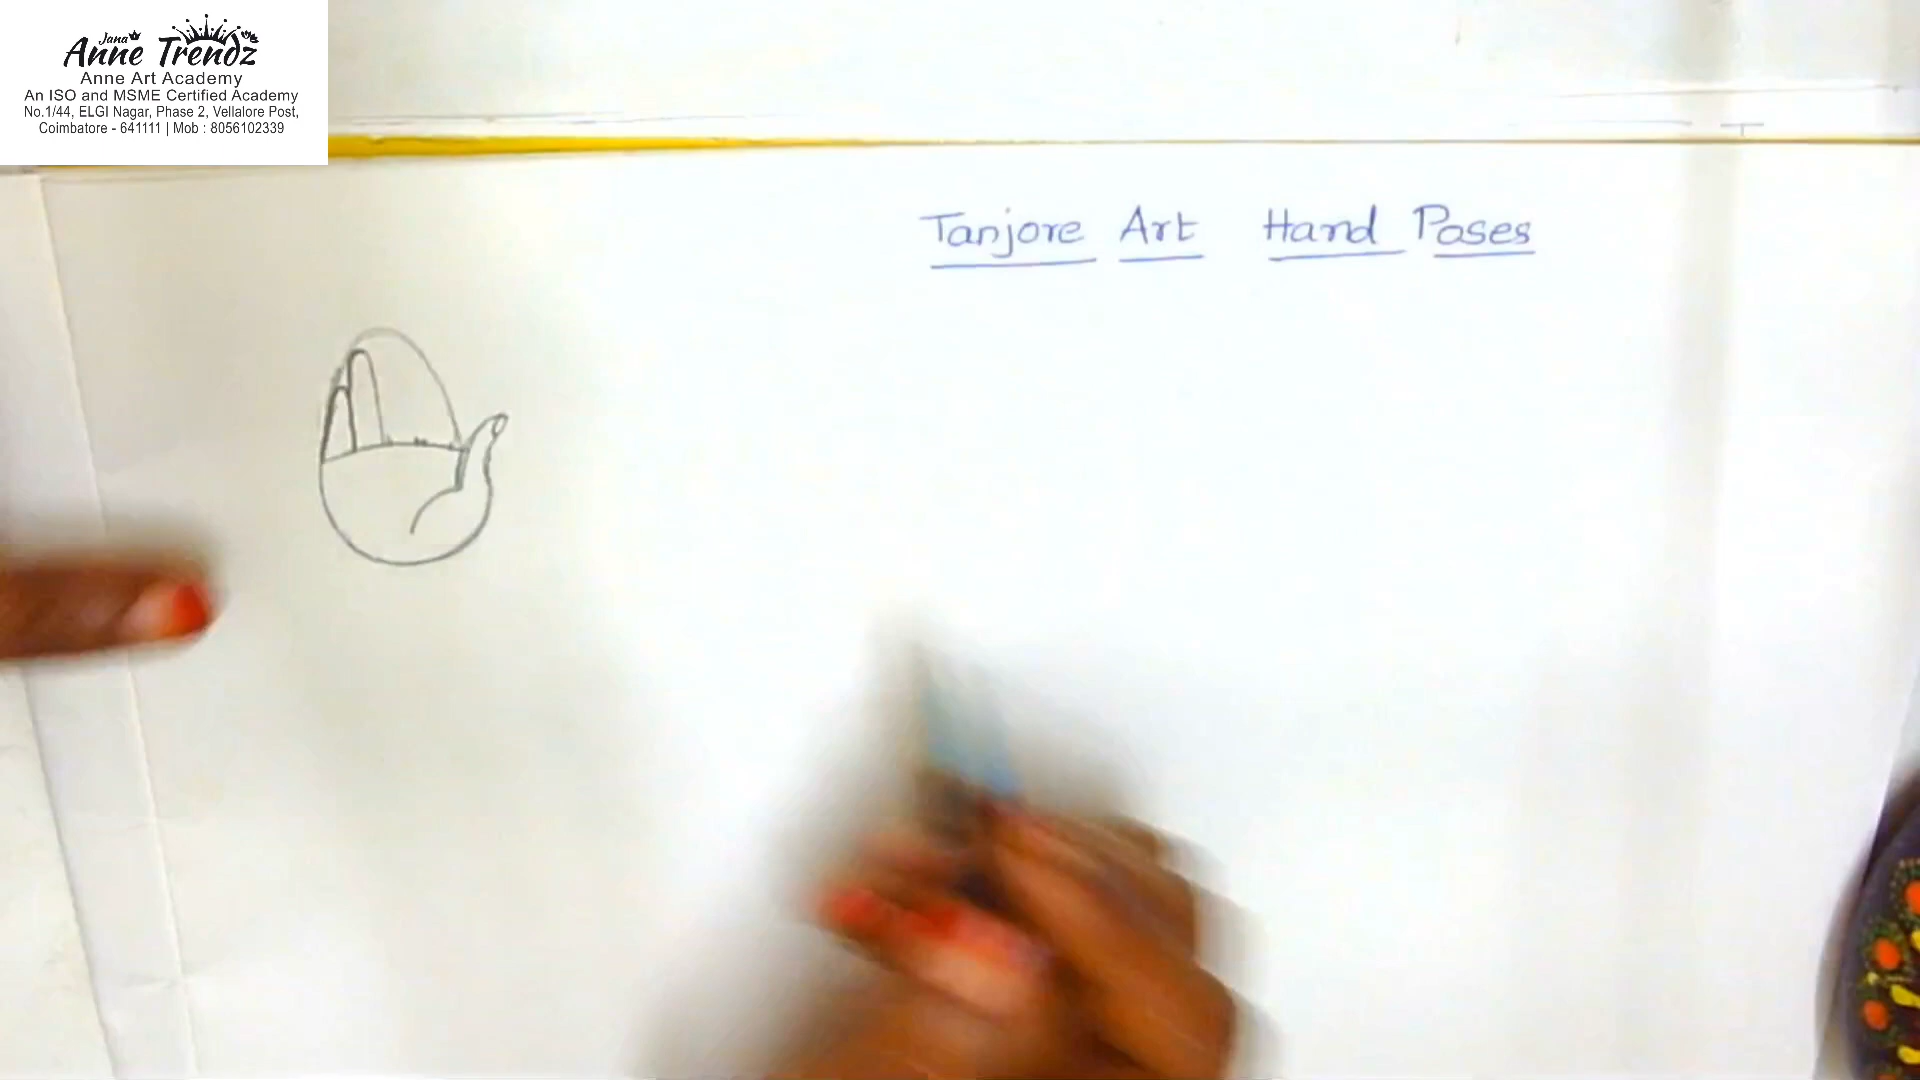 Jana
Anne Trendz
Anne Art Academy
An ISO and MSME Certified Academy
No.1/44, ELGI Nagar, Phase 2, Vellalore Post,
Coimbatore - 641111 | Mob : 8056102339
Tanjore Art Hand Poses